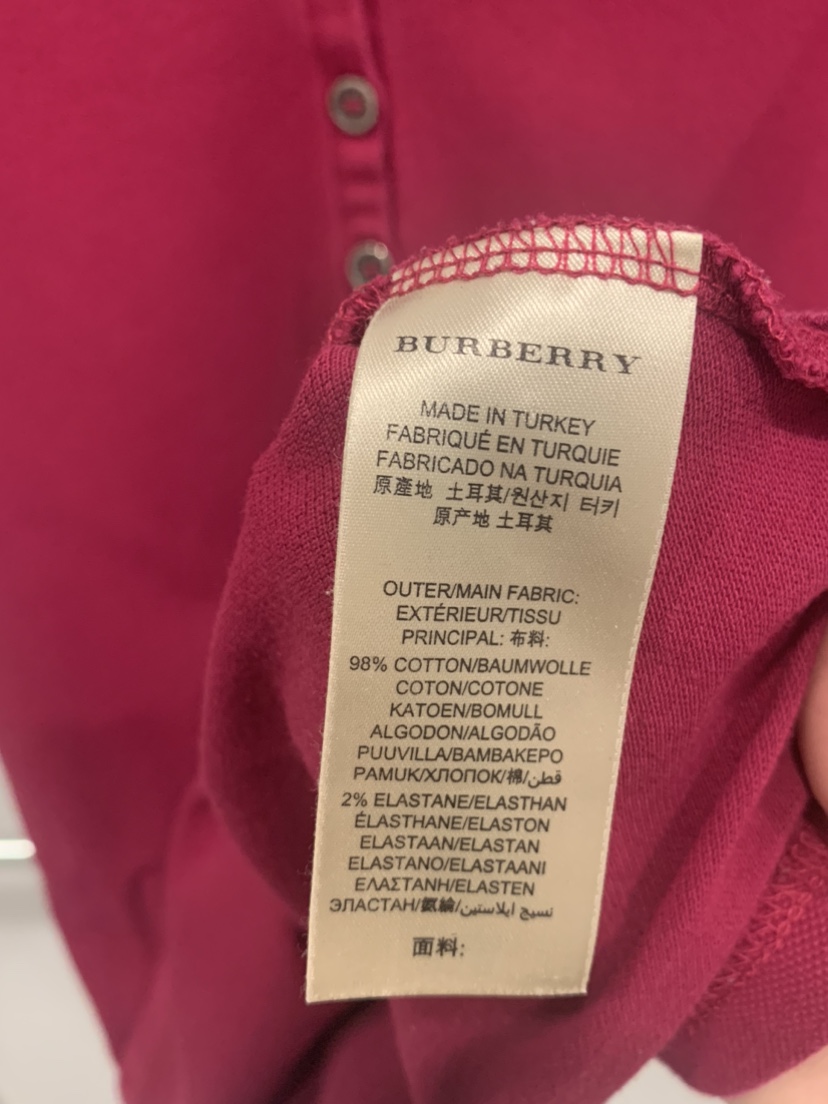 BURBERRY
MADE IN TURKEY
FABRIQUÉ EN TURQUIE
FABRICADO NA TURQUIA
原產地 土耳其/원산지 터키
原产地 土耳其
OUTER/MAIN FABRIC:
EXTÉRIEUR/TISSU
PRINCIPAL: 布料:
98% COTTON/BAUMWOLLE
COTON/COTONE
KATOEN/BOMULL
ALGODON/ALGODÃO
PUUVILLA/ΒΑΜΒΑΚΕΡΟ
PAMUK/ХЛОПОК/棉/قطن
2% ELASTANE/ELASTHAN
ÉLASTHANE/ELASTON
ELASTAAN/ELASTAN
ELASTANO/ELASTAANI
ΕΛΑΣΤΑΝΗ/ELASTEN
ЭЛАСТАН/氨綸/نسيج ايلاستين
面料: